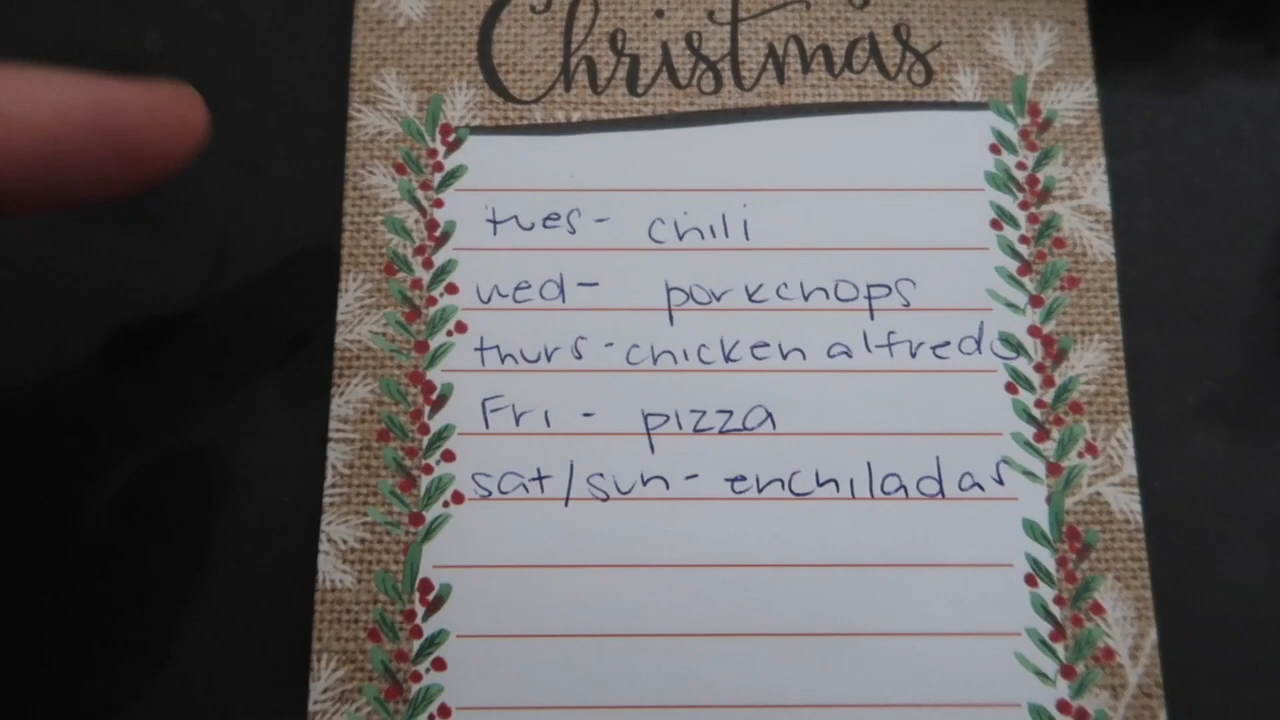 Christmas
tues- chili
wed- porkchops
thurs-chicken alfredo
Fri - pizza
sat/sun- enchiladas